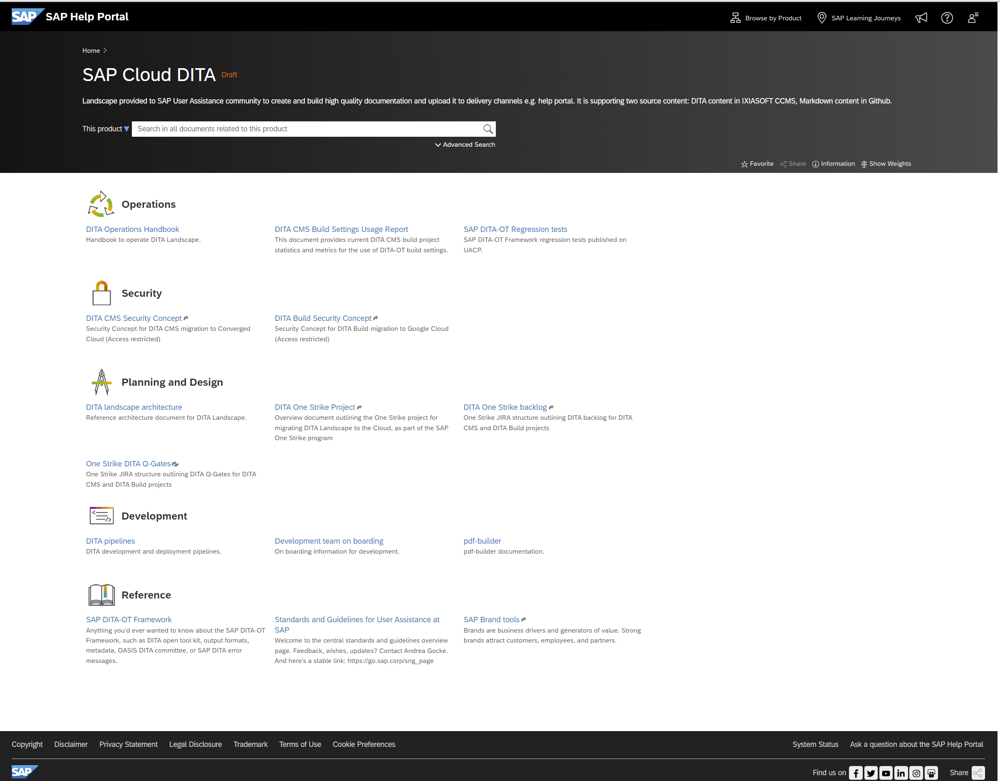 SAP SAP Help Portal
Browse by Product
SAP Learning Journeys
Home
SAP Cloud DITA Draft
Landscape provided to SAP User Assistance community to create and build high quality documentation and upload it to delivery channels e.g. help portal. It is supporting two source content: DITA content in IXIASOFT CCMS, Markdown content in Github.
This product Search in all documents related to this product
Advanced Search
Favorite Share Information Show Weights
Operations
DITA Operations Handbook
Handbook to operate DITA Landscape.
DITA CMS Build Settings Usage Report
This document provides current DITA CMS build project
statistics and metrics for the use of DITA-OT build settings.
SAP DITA-OT Regression tests
SAP DITA-OT Framework regression tests published on
UACP.
Security
DITA CMS Security Concept
Security Concept for DITA CMS migration to Converged
Cloud (Access restricted)
DITA Build Security Concept
Security Concept for DITA Build migration to Google Cloud
(Access restricted)
Planning and Design
DITA landscape architecture
Reference architecture document for DITA Landscape.
DITA One Strike Project
Overview document outlining the One Strike project for
migrating DITA Landscape to the Cloud, as part of the SAP
One Strike program
DITA One Strike backlog
One Strike JIRA structure outlining DITA backlog for DITA
CMS and DITA Build projects
One Strike DITA Q-Gates
One Strike JIRA structure outlining DITA Q-Gates for DITA
CMS and DITA Build projects
Development
DITA pipelines
DITA development and deployment pipelines.
Development team on boarding
On boarding information for development.
pdf-builder
pdf-builder documentation.
Reference
SAP DITA-OT Framework
Anything you'd ever wanted to know about the SAP DITA-OT
Framework, such as DITA open tool kit, output formats,
metadata, OASIS DITA committee, or SAP DITA error
messages.
Standards and Guidelines for User Assistance at
SAP
Welcome to the central standards and guidelines overview
page. Feedback, wishes, updates? Contact Andrea Gocke.
And here's a stable link: https://go.sap.corp/sng_page
SAP Brand tools
Brands are business drivers and generators of value. Strong
brands attract customers, employees, and partners.
Copyright Disclaimer Privacy Statement Legal Disclosure Trademark Terms of Use Cookie Preferences
System Status Ask a question about the SAP Help Portal
SAP
Find us on
Share